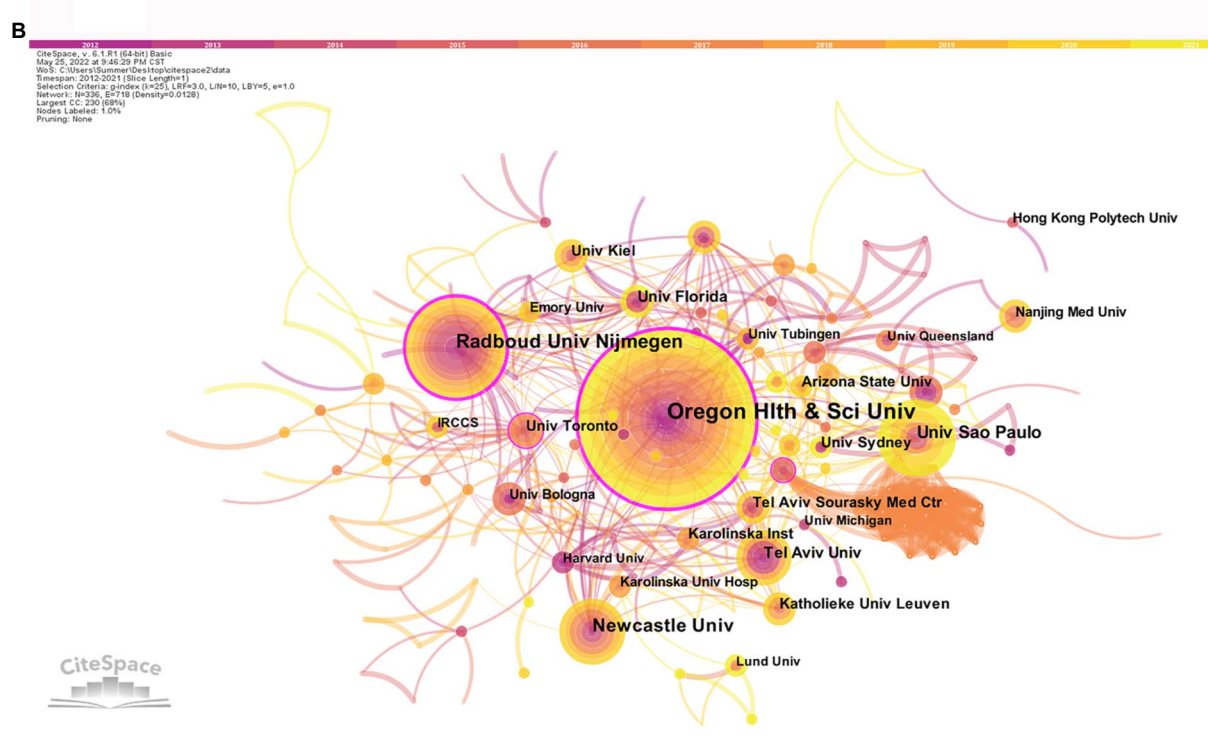 B
2012 2013 2014 2015 2016 2017 2018 2019 2020 2021
CiteSpace, v. 6.1.R1 (64-bit) Basic
May 25, 2022 at 9:46:29 PM CST
WoS: C:\Users\Summer\Desktop\citespace2\data
Timespan: 2012-2021 (Slice Length=1)
Selection Criteria: g-index (k=25), LRF=3.0, L/N=10, LBY=5, e=1.0
Network: N=336, E=718 (Density=0.0128)
Largest CC: 230 (68%)
Nodes Labeled: 1.0%
Pruning: None
Hong Kong Polytech Univ
Univ Kiel
Univ Florida
Emory Univ
Nanjing Med Univ
Univ Tubingen
Univ Queensland
Radboud Univ Nijmegen
Arizona State Univ
Oregon Hlth & Sci Univ
IRCCS
Univ Toronto
Univ Sao Paulo
Univ Sydney
Univ Bologna
Tel Aviv Sourasky Med Ctr
Univ Michigan
Karolinska Inst
Tel Aviv Univ
Harvard Univ
Karolinska Univ Hosp
Katholieke Univ Leuven
Newcastle Univ
Lund Univ
CiteSpace